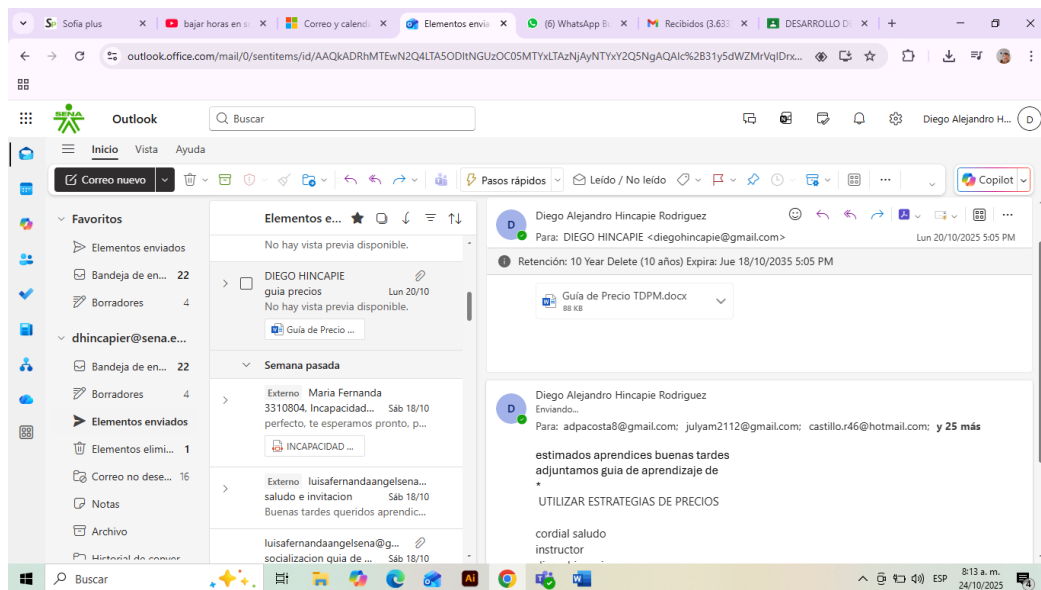 Sofia plus
bajar horas en s
Correo y calenda
Elementos envia
(6) WhatsApp Bu
Recibidos (3.633
DESARROLLO D
outlook.office.com/mail/0/sentitems/id/AAQkADRhMTEwN2Q4LTA5ODItNGUzOC05MTYxLTAzNjAyNTYxY2Q5NgAQAIc%2B31y5dWZMrVqIDrx...
SENA
Outlook
Buscar
Diego Alejandro H...
D
Inicio Vista Ayuda
Correo nuevo
Pasos rápidos
Leído / No leído
Copilot
Favoritos
Elementos enviados
Bandeja de en... 22
Borradores 4
dhincapier@sena.e...
Bandeja de en... 22
Borradores 4
Elementos enviados
Elementos elimi... 1
Correo no dese... 16
Notas
Archivo
Historial de conver
Elementos e...
No hay vista previa disponible.
DIEGO HINCAPIE
guia precios Lun 20/10
No hay vista previa disponible.
Guía de Precio ...
Semana pasada
Externo Maria Fernanda
3310804, Incapacidad... Sáb 18/10
perfecto, te esperamos pronto, p...
INCAPACIDAD ...
Externo luisafernandaangelsena...
saludo e invitacion Sáb 18/10
Buenas tardes queridos aprendic...
luisafernandaangelsena@g...
socializacion guia de ... Sáb 18/10
D
Diego Alejandro Hincapie Rodriguez
Para: DIEGO HINCAPIE <diegohincapie@gmail.com>
Lun 20/10/2025 5:05 PM
Retención: 10 Year Delete (10 años) Expira: Jue 18/10/2035 5:05 PM
Guía de Precio TDPM.docx
88 KB
D
Diego Alejandro Hincapie Rodriguez
Enviando...
Para: adpacosta8@gmail.com; julyam2112@gmail.com; castillo.r46@hotmail.com; y 25 más
estimados aprendices buenas tardes
adjuntamos guia de aprendizaje de
*
UTILIZAR ESTRATEGIAS DE PRECIOS
cordial saludo
instructor
Buscar
Ai
ESP
8:13 a. m.
24/10/2025
4